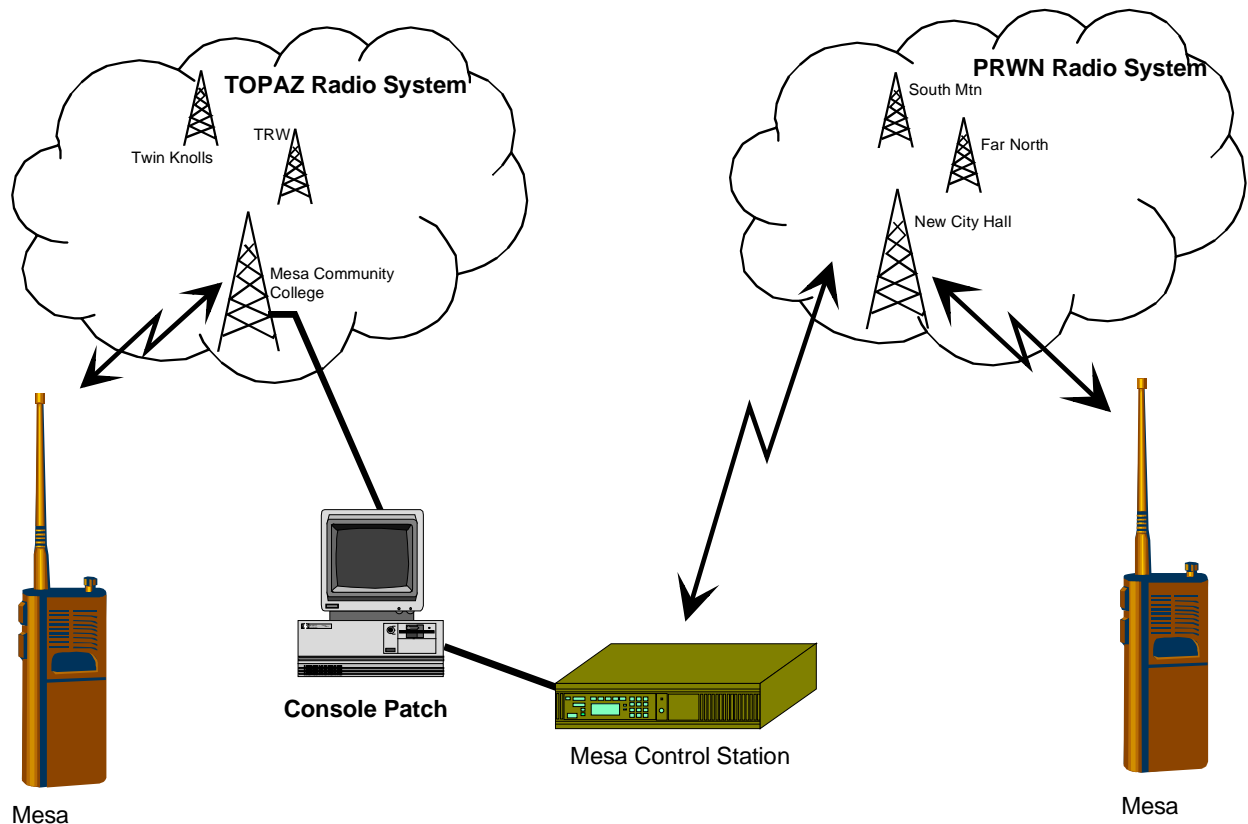 TOPAZ Radio System
PRWN Radio System
Twin Knolls
TRW
Mesa Community
College
South Mtn
Far North
New City Hall
Console Patch
Mesa Control Station
Mesa
Mesa